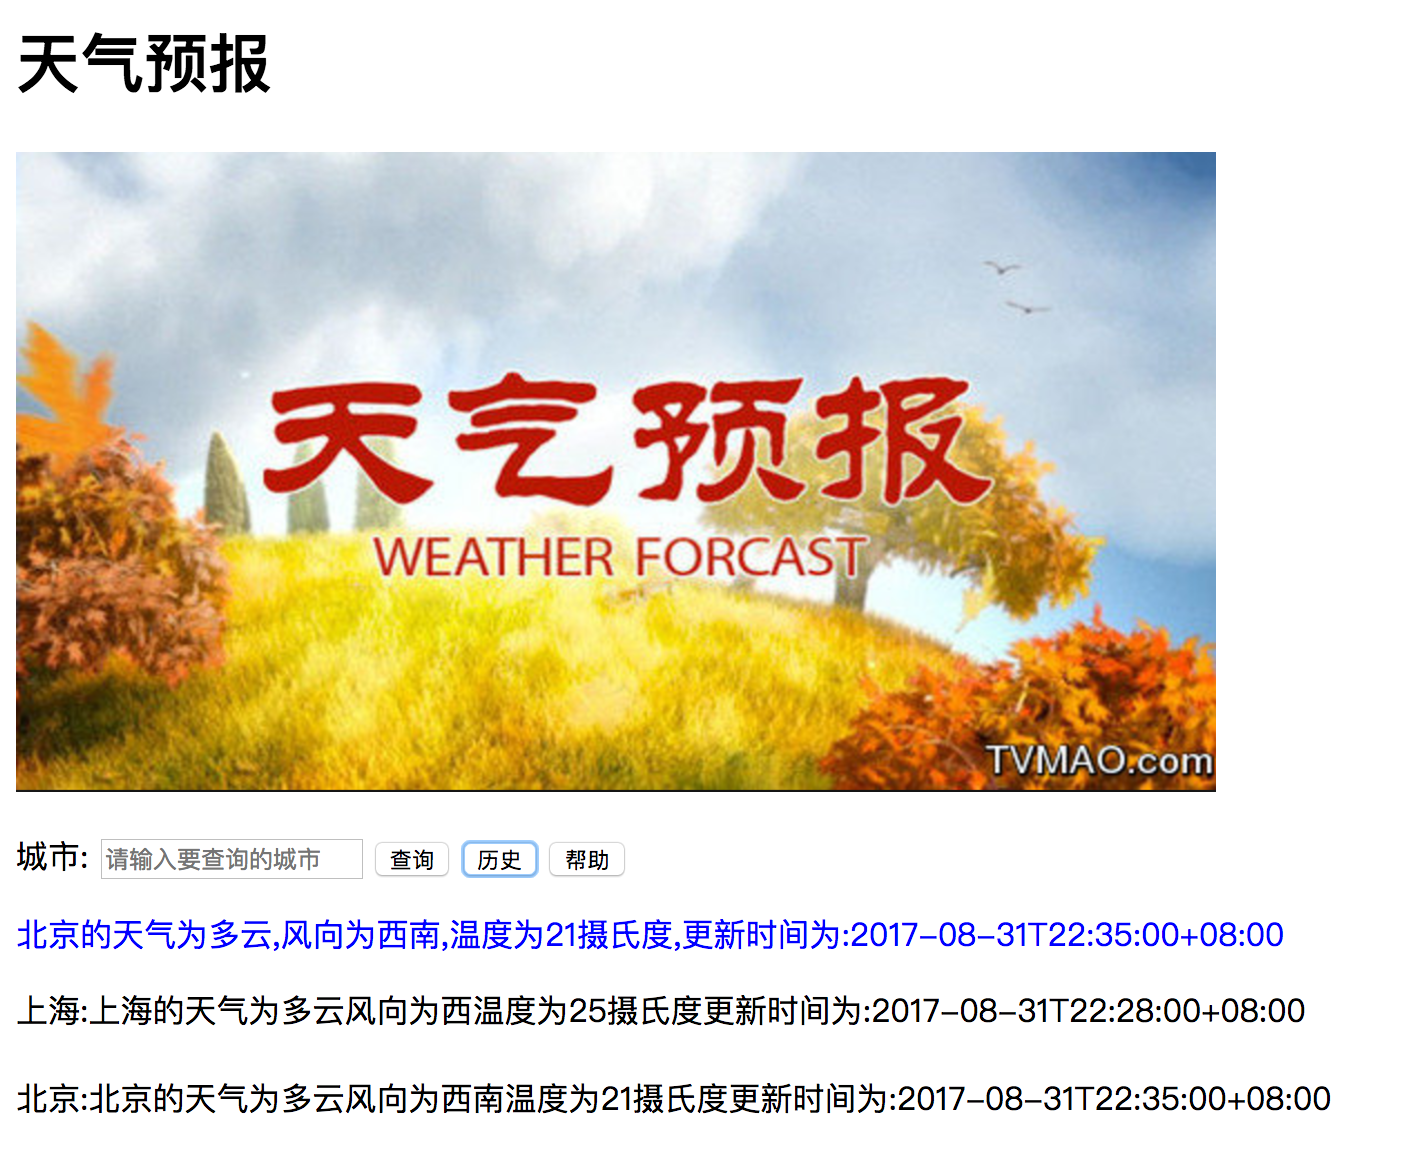 天气预报
天气预报
WEATHER FORCAST
TVMAO.com
城市: 请输入要查询的城市 查询 历史 帮助
北京的天气为多云,风向为西南,温度为21摄氏度,更新时间为:2017-08-31T22:35:00+08:00
上海:上海的天气为多云风向为西温度为25摄氏度更新时间为:2017-08-31T22:28:00+08:00
北京:北京的天气为多云风向为西南温度为21摄氏度更新时间为:2017-08-31T22:35:00+08:00